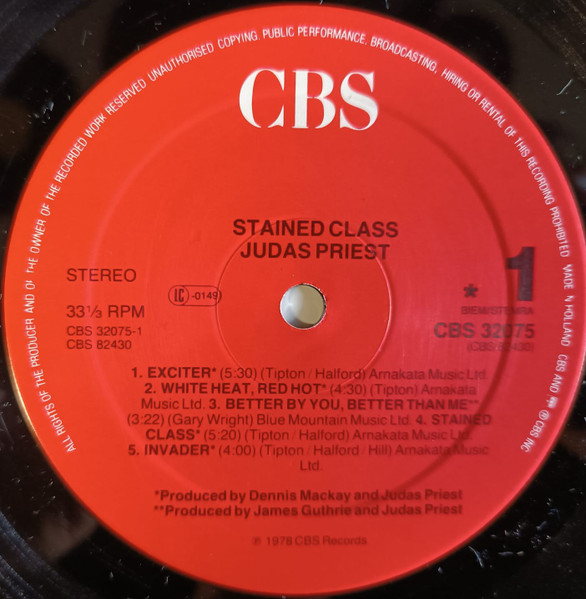 ALL RIGHTS OF THE PRODUCER AND OF THE OWNER OF THE RECORDED WORK RESERVED UNAUTHORISED COPYING, PUBLIC PERFORMANCE, BROADCASTING, HIRING OR RENTAL OF THIS RECORDING PROHIBITED MADE IN HOLLAND CBS AND ℗ CBS INC
CBS
STAINED CLASS
JUDAS PRIEST
STEREO
LC -0149
* 1
33⅓ RPM
BIEM/STEMRA
CBS 32075-1
CBS 32075
CBS 82430
(CBS 82430)
1. EXCITER* (5:30) (Tipton / Halford) Arnakata Music Ltd.
2. WHITE HEAT, RED HOT* (4:30) (Tipton) Arnakata
Music Ltd. 3. BETTER BY YOU, BETTER THAN ME**
(3:22) (Gary Wright) Blue Mountain Music Ltd. 4. STAINED
CLASS* (5:20) (Tipton / Halford) Arnakata Music Ltd.
5. INVADER* (4:00) (Tipton / Halford / Hill) Arnakata Music
Ltd.
*Produced by Dennis Mackay and Judas Priest
**Produced by James Guthrie and Judas Priest
℗ 1978 CBS Records.